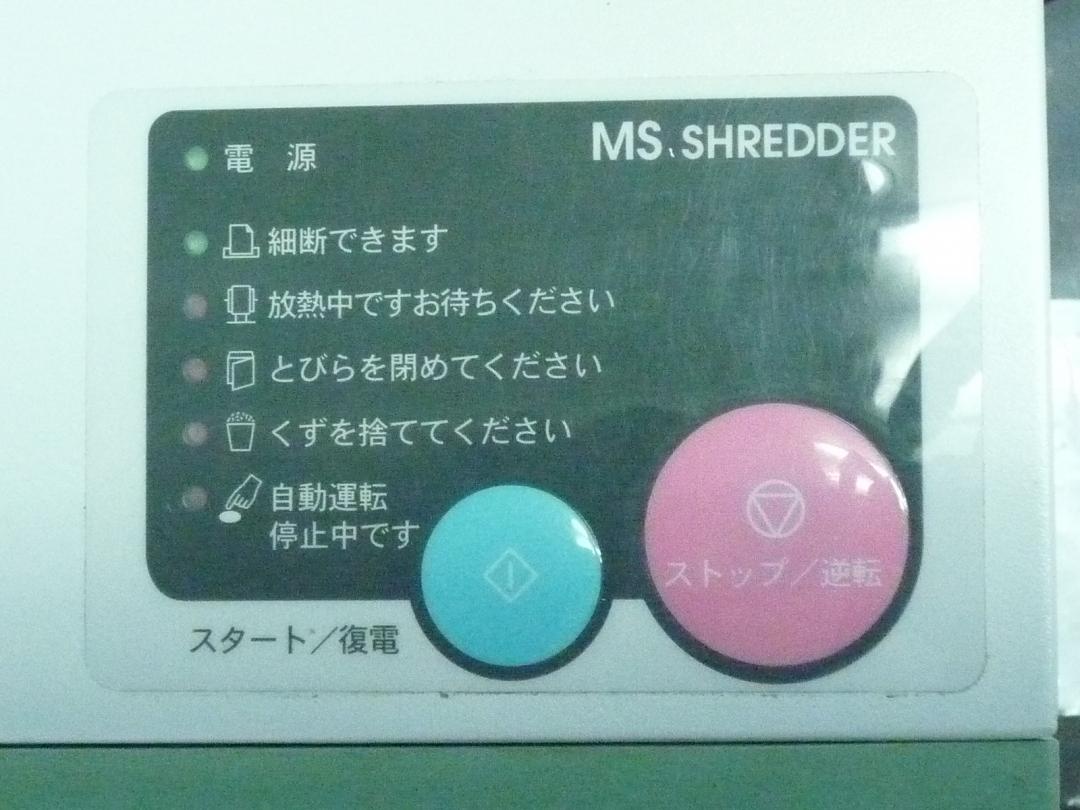 MS SHREDDER
電 源
細断できます
放熱中ですお待ちください
とびらを閉めてください
くずを捨ててください
自動運転
停止中です
ストップ／逆転
スタート／復電